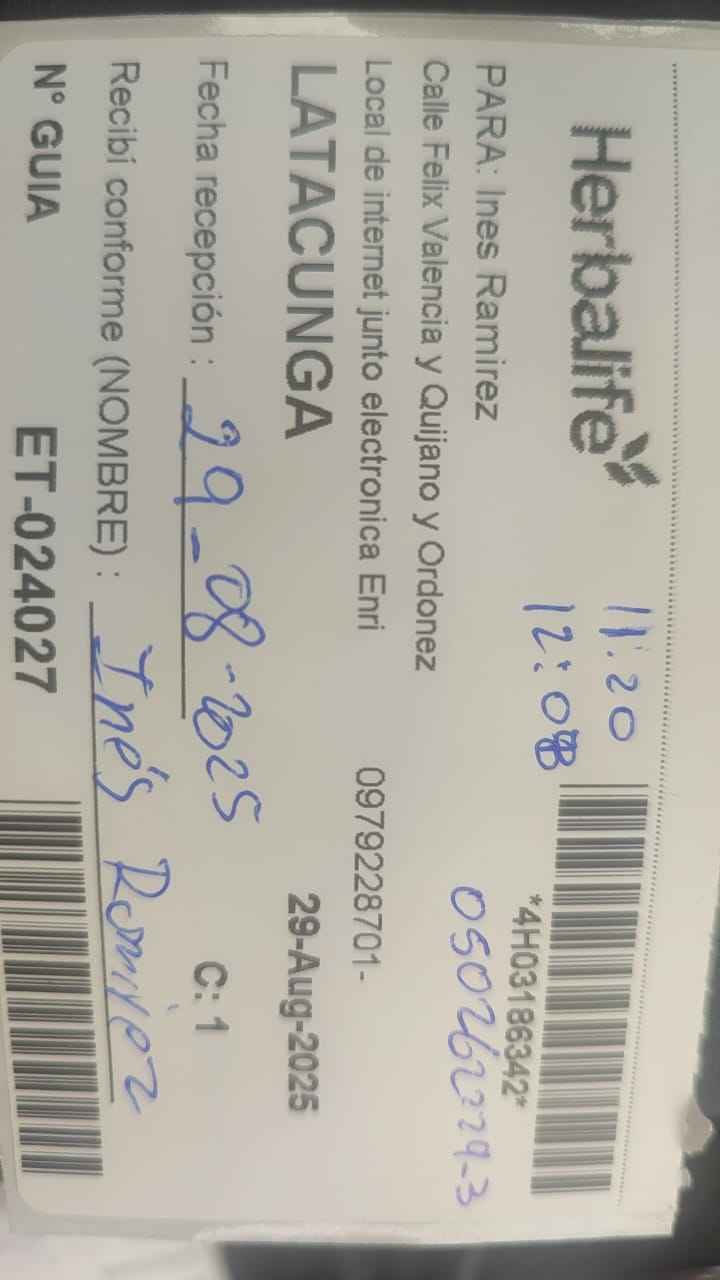 Herbalife
11:20
12:08
*4H03186342*
PARA: Ines Ramirez
Calle Felix Valencia y Quijano y Ordonez
Local de internet junto electronica Enri 0979228701-
LATACUNGA 29-Aug-2025
Fecha recepción : 29-08-2025 C: 1
Recibí conforme (NOMBRE) : Inés Ramirez
N° GUIA ET-024027